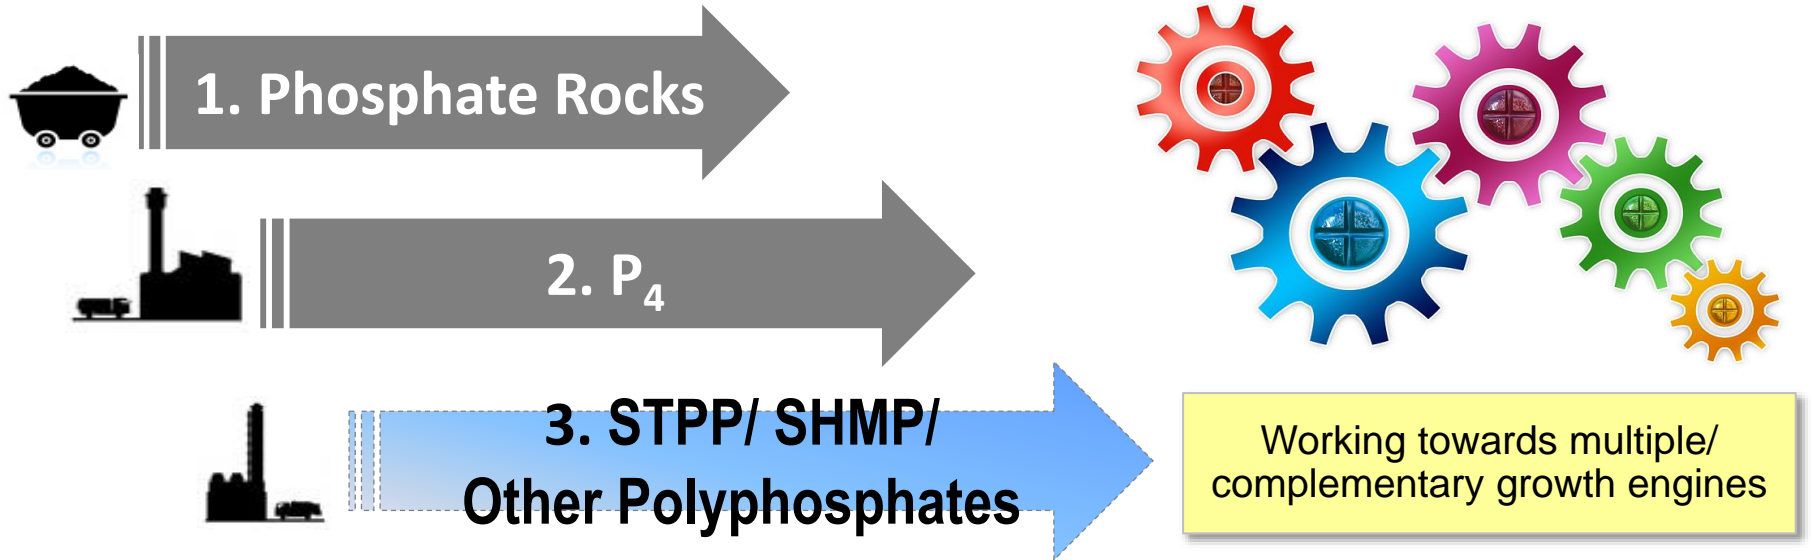 1. Phosphate Rocks
2. P₄
3. STPP/ SHMP/
Other Polyphosphates
Working towards multiple/
complementary growth engines